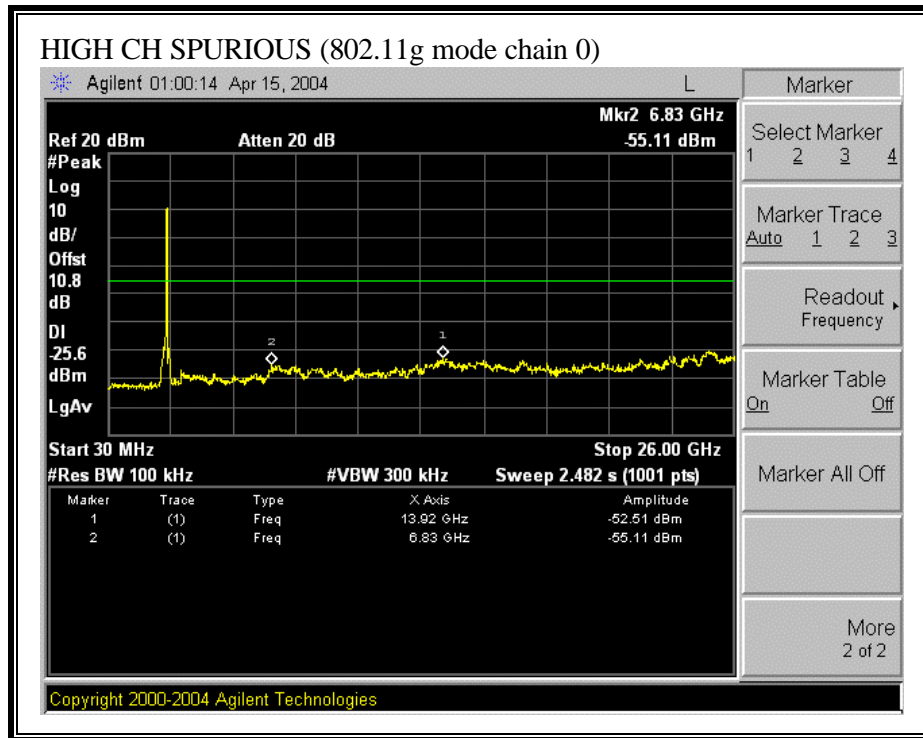 HIGH CH SPURIOUS (802.11g mode chain 0)
Agilent 01:00:14 Apr 15, 2004 L
Mkr2 6.83 GHz
Ref 20 dBm Atten 20 dB -55.11 dBm
#Peak
Log
10
dB/
Offst
10.8
dB
DI
-25.6
dBm
LgAv
2
1
Start 30 MHz Stop 26.00 GHz
#Res BW 100 kHz #VBW 300 kHz Sweep 2.482 s (1001 pts)
Marker Trace Type X Axis Amplitude
1 (1) Freq 13.92 GHz -52.51 dBm
2 (1) Freq 6.83 GHz -55.11 dBm
Marker
Select Marker
1 2 3 4
Marker Trace
Auto 1 2 3
Readout
Frequency
Marker Table
On Off
Marker All Off
More
2 of 2
Copyright 2000-2004 Agilent Technologies